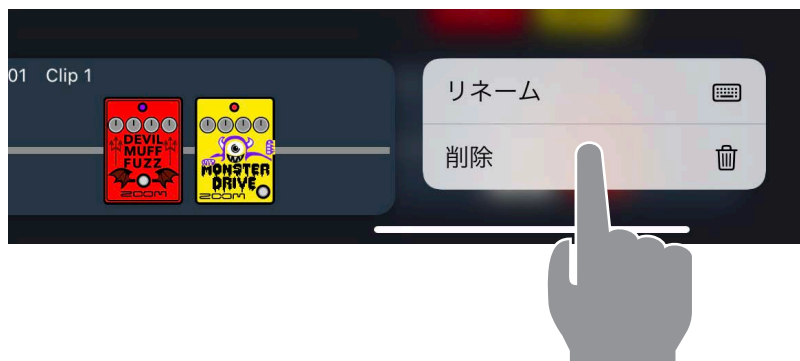 01 Clip 1
DEVIL
MUFF
FUZZ
ZOOM
MONSTER
DRIVE
ZOOM
リネーム
削除